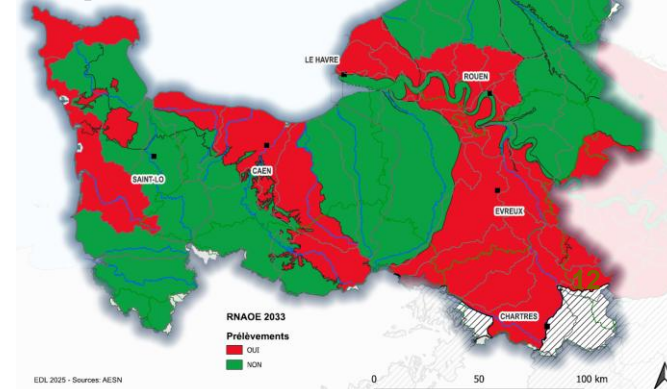 LE HAVRE
ROUEN
CAEN
SAINT-LO
EVREUX
12
CHARTRES
RNAOE 2033
Prélèvements
OUI
NON
EDL 2025 - Sources: AESN
0 50 100 km